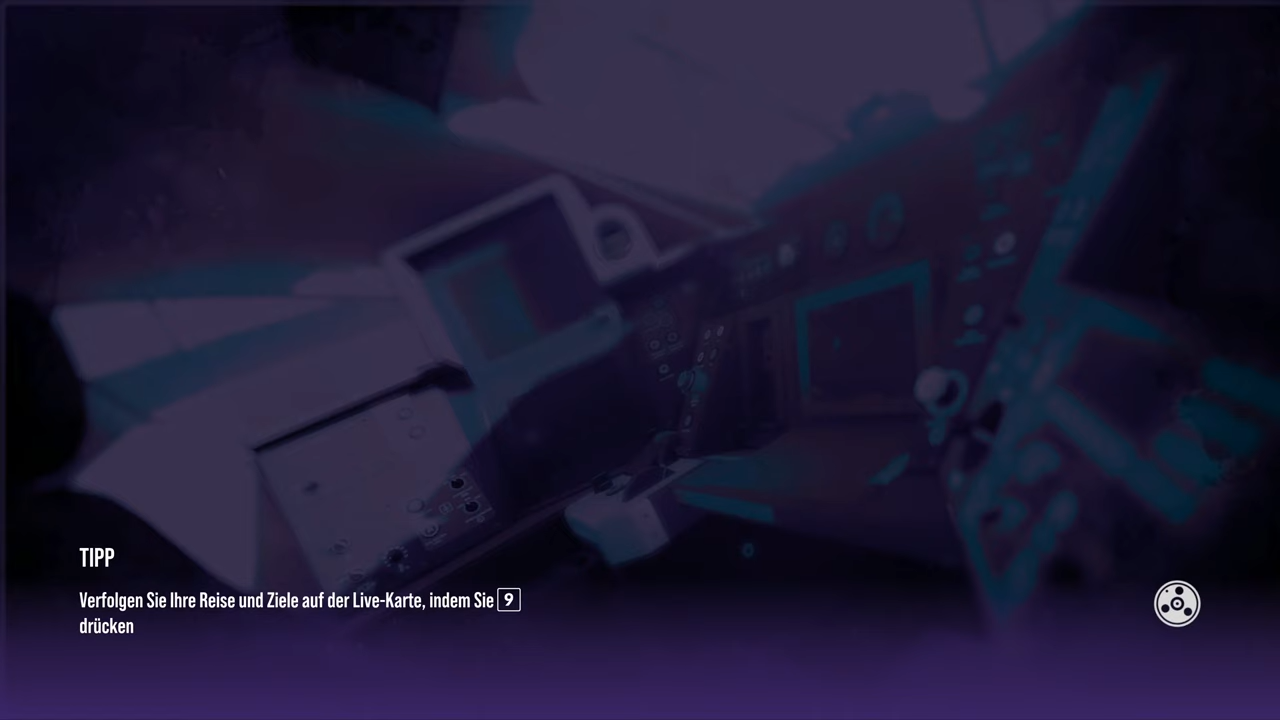 TIPP
Verfolgen Sie Ihre Reise und Ziele auf der Live-Karte, indem Sie 9
drücken